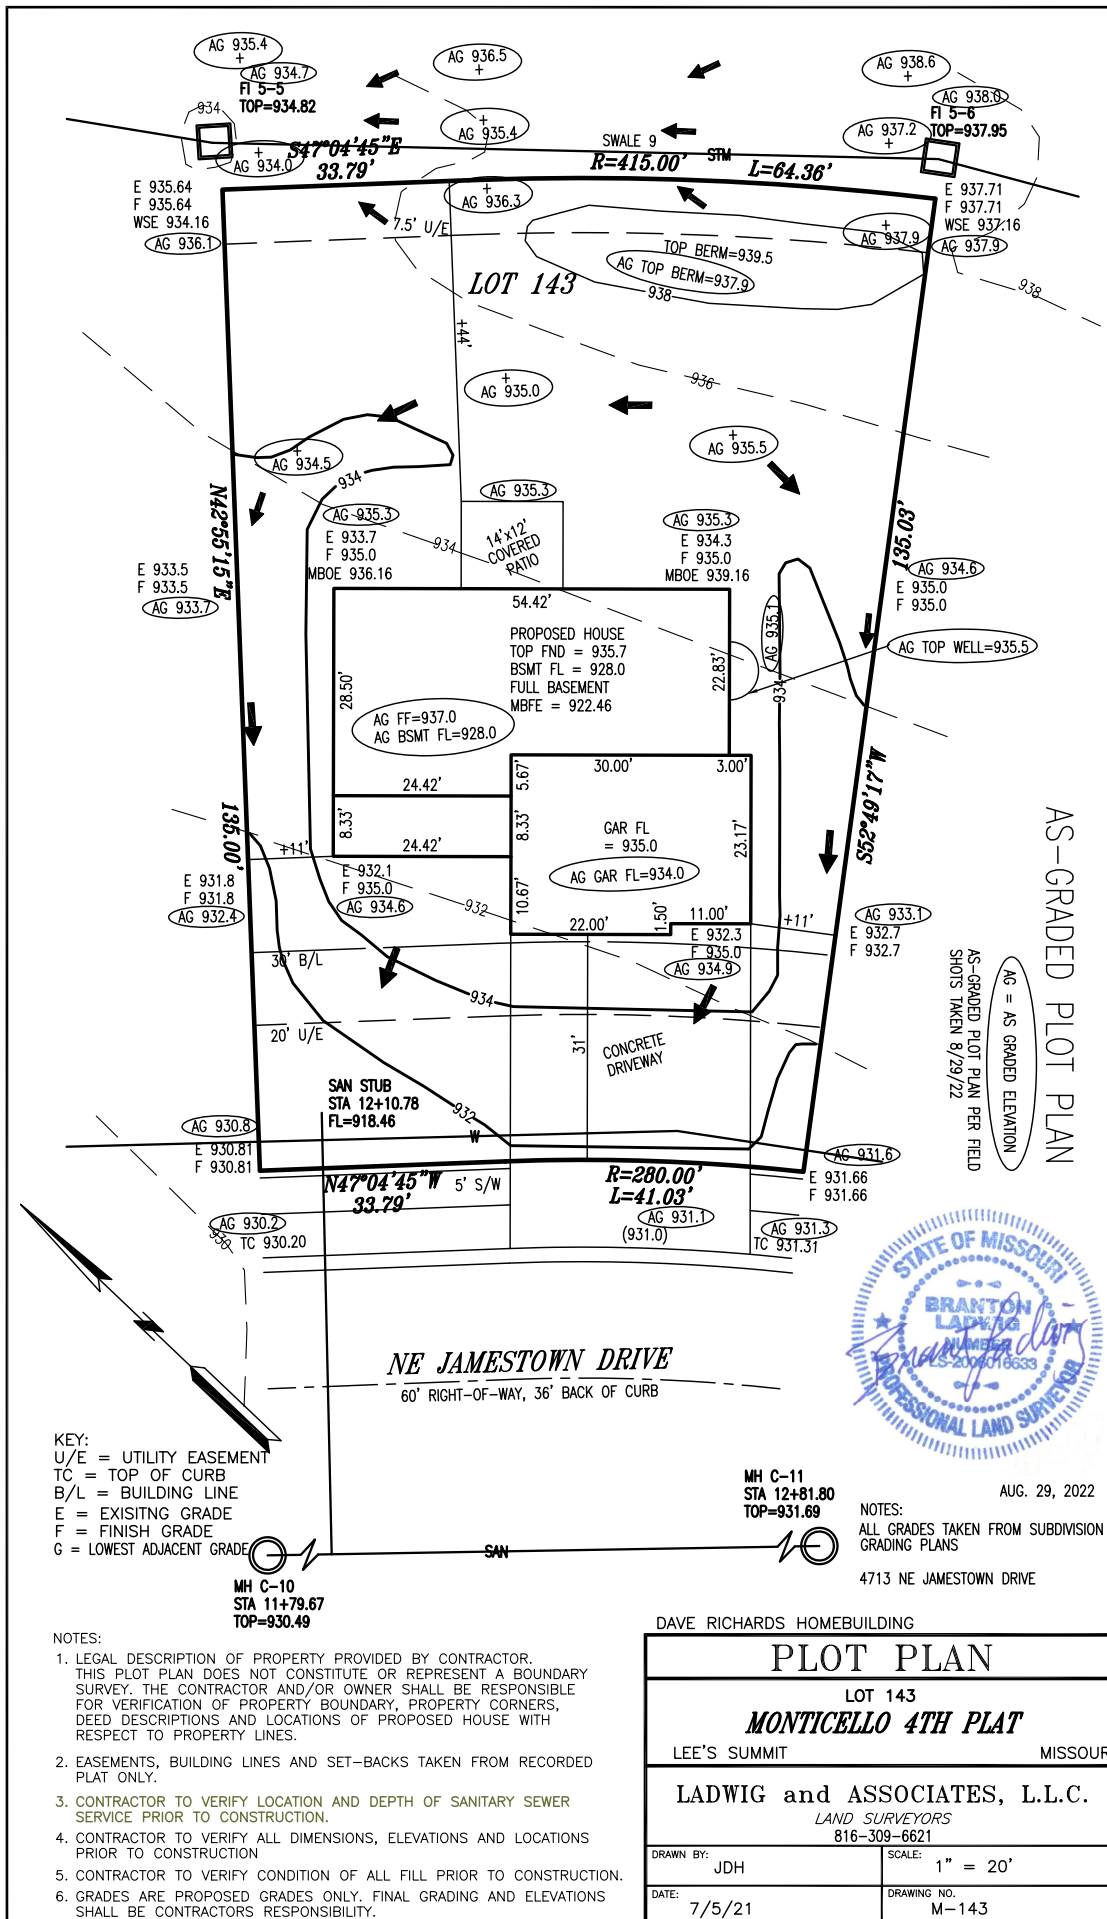 AG 935.4
AG 934.7
FI 5-5
TOP=934.82
934
AG 934.0
AG 936.5
AG 935.4
AG 936.3
SWALE 9
STM
AG 938.6
AG 938.0
FI 5-6
TOP=937.95
AG 937.2
S47°04'45"E
33.79'
R=415.00'
L=64.36'
E 935.64
F 935.64
WSE 934.16
AG 936.1
E 937.71
F 937.71
WSE 937.16
AG 937.9
AG 937.9
7.5' U/E
TOP BERM=939.5
AG TOP BERM=937.9
938
938
LOT 143
+44'
936
AG 935.0
AG 935.5
AG 934.5
934
934
AG 935.3
AG 935.3
E 933.7
F 935.0
MBOE 936.16
14'x12'
COVERED
PATIO
AG 935.3
E 934.3
F 935.0
MBOE 939.16
N42°55'15"E
135.00'
135.03'
S52°49'17"W
E 933.5
F 933.5
AG 933.7
AG 934.6
E 935.0
F 935.0
AG TOP WELL=935.5
AG 935.1
934
54.42'
PROPOSED HOUSE
TOP FND = 935.7
BSMT FL = 928.0
FULL BASEMENT
MBFE = 922.46
22.83'
28.50'
AG FF=937.0
AG BSMT FL=928.0
24.42'
5.67'
30.00'
3.00'
8.33'
8.33'
24.42'
GAR FL
= 935.0
AG GAR FL=934.0
23.17'
10.67'
22.00'
1.50'
11.00'
+11'
+11'
E 931.8
F 931.8
AG 932.4
E 932.1
F 935.0
AG 934.6
932
E 932.3
F 935.0
AG 934.9
AG 933.1
E 932.7
F 932.7
30' B/L
934
20' U/E
31'
CONCRETE
DRIVEWAY
SAN STUB
STA 12+10.78
FL=918.46
932
W
AG 930.8
E 930.81
F 930.81
AG 931.6
E 931.66
F 931.66
N47°04'45"W
33.79'
5' S/W
R=280.00'
L=41.03'
AG 930.2
TC 930.20
930
AG 931.1
(931.0)
AG 931.3
TC 931.31
AS-GRADED PLOT PLAN
AG = AS GRADED ELEVATION
AS-GRADED PLOT PLAN PER FIELD
SHOTS TAKEN 8/29/22
STATE OF MISSOURI
BRANTON
LADWIG
NUMBER
LS-2006016633
PROFESSIONAL LAND SURVEYOR
NE JAMESTOWN DRIVE
60' RIGHT-OF-WAY, 36' BACK OF CURB
KEY:
U/E = UTILITY EASEMENT
TC = TOP OF CURB
B/L = BUILDING LINE
E = EXISITNG GRADE
F = FINISH GRADE
G = LOWEST ADJACENT GRADE
MH C-10
STA 11+79.67
TOP=930.49
SAN
MH C-11
STA 12+81.80
TOP=931.69
AUG. 29, 2022
NOTES:
ALL GRADES TAKEN FROM SUBDIVISION
GRADING PLANS
4713 NE JAMESTOWN DRIVE
NOTES:
1. LEGAL DESCRIPTION OF PROPERTY PROVIDED BY CONTRACTOR.
THIS PLOT PLAN DOES NOT CONSTITUTE OR REPRESENT A BOUNDARY
SURVEY. THE CONTRACTOR AND/OR OWNER SHALL BE RESPONSIBLE
FOR VERIFICATION OF PROPERTY BOUNDARY, PROPERTY CORNERS,
DEED DESCRIPTIONS AND LOCATIONS OF PROPOSED HOUSE WITH
RESPECT TO PROPERTY LINES.
2. EASEMENTS, BUILDING LINES AND SET-BACKS TAKEN FROM RECORDED
PLAT ONLY.
3. CONTRACTOR TO VERIFY LOCATION AND DEPTH OF SANITARY SEWER
SERVICE PRIOR TO CONSTRUCTION.
4. CONTRACTOR TO VERIFY ALL DIMENSIONS, ELEVATIONS AND LOCATIONS
PRIOR TO CONSTRUCTION
5. CONTRACTOR TO VERIFY CONDITION OF ALL FILL PRIOR TO CONSTRUCTION.
6. GRADES ARE PROPOSED GRADES ONLY. FINAL GRADING AND ELEVATIONS
SHALL BE CONTRACTORS RESPONSIBILITY.
DAVE RICHARDS HOMEBUILDING
PLOT PLAN
LOT 143
MONTICELLO 4TH PLAT
LEE'S SUMMIT MISSOUR
LADWIG and ASSOCIATES, L.L.C.
LAND SURVEYORS
816-309-6621
DRAWN BY:
JDH
SCALE:
1" = 20'
DATE:
7/5/21
DRAWING NO.
M-143